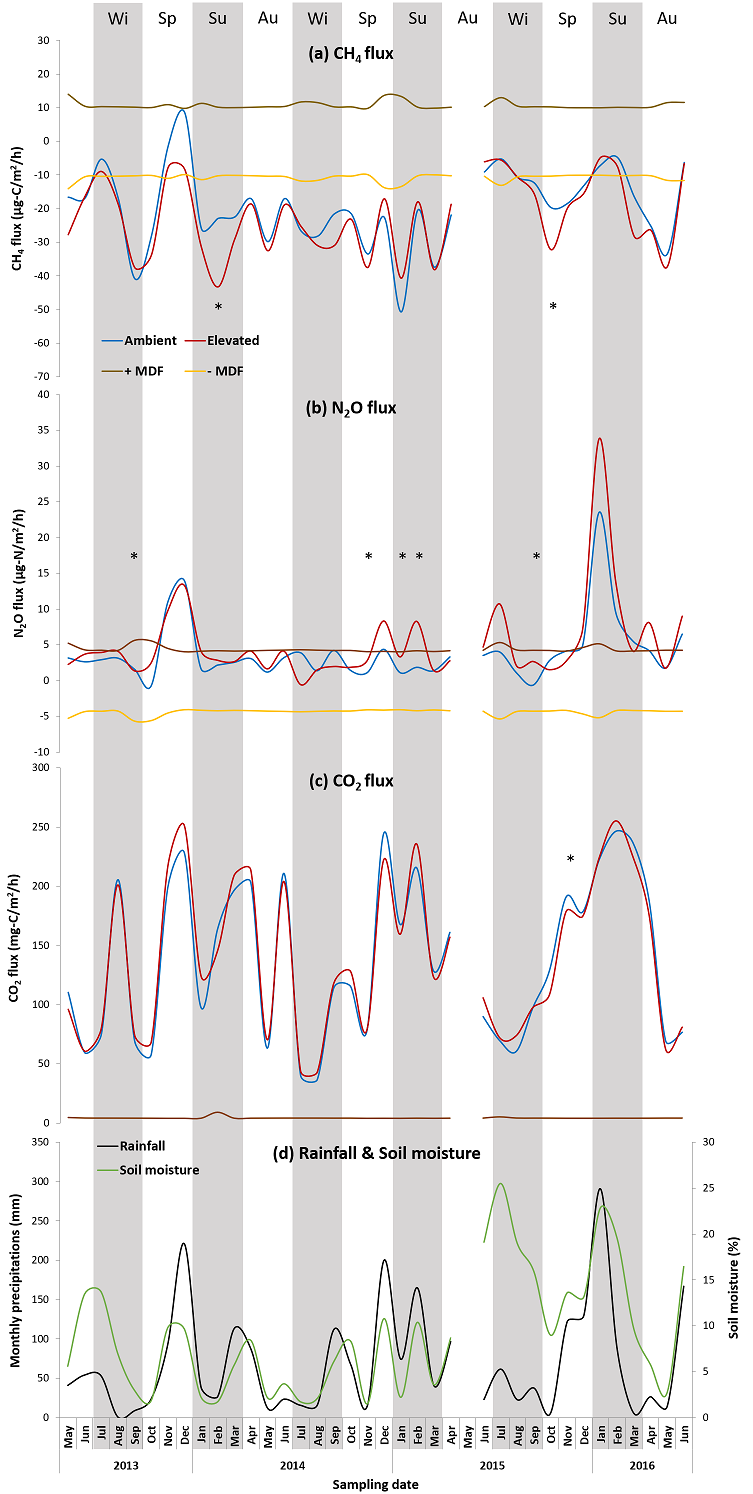 Wi Sp Su Au Wi Sp Su Au Wi Sp Su Au
(a) CH₄ flux
30
20
10
0
-10
-20
-30
-40
-50
-60
-70
CH₄ flux (µg-C/m²/h)
*
*
Ambient
Elevated
+ MDF
- MDF
(b) N₂O flux
40
35
30
25
20
15
10
5
0
-5
-10
N₂O flux (µg-N/m²/h)
* * * * *
(c) CO₂ flux
300
250
200
150
100
50
0
CO₂ flux (mg-C/m²/h)
*
(d) Rainfall & Soil moisture
Rainfall
Soil moisture
350
300
250
200
150
100
50
0
Monthly precipitations (mm)
30
25
20
15
10
5
0
Soil moisture (%)
May Jun Jul Aug Sep Oct Nov Dec Jan Feb Mar Apr May Jun Jul Aug Sep Oct Nov Dec Jan Feb Mar Apr May Jun Jul Aug Sep Oct Nov Dec Jan Feb Mar Apr May Jun
2013 2014 2015 2016
Sampling date